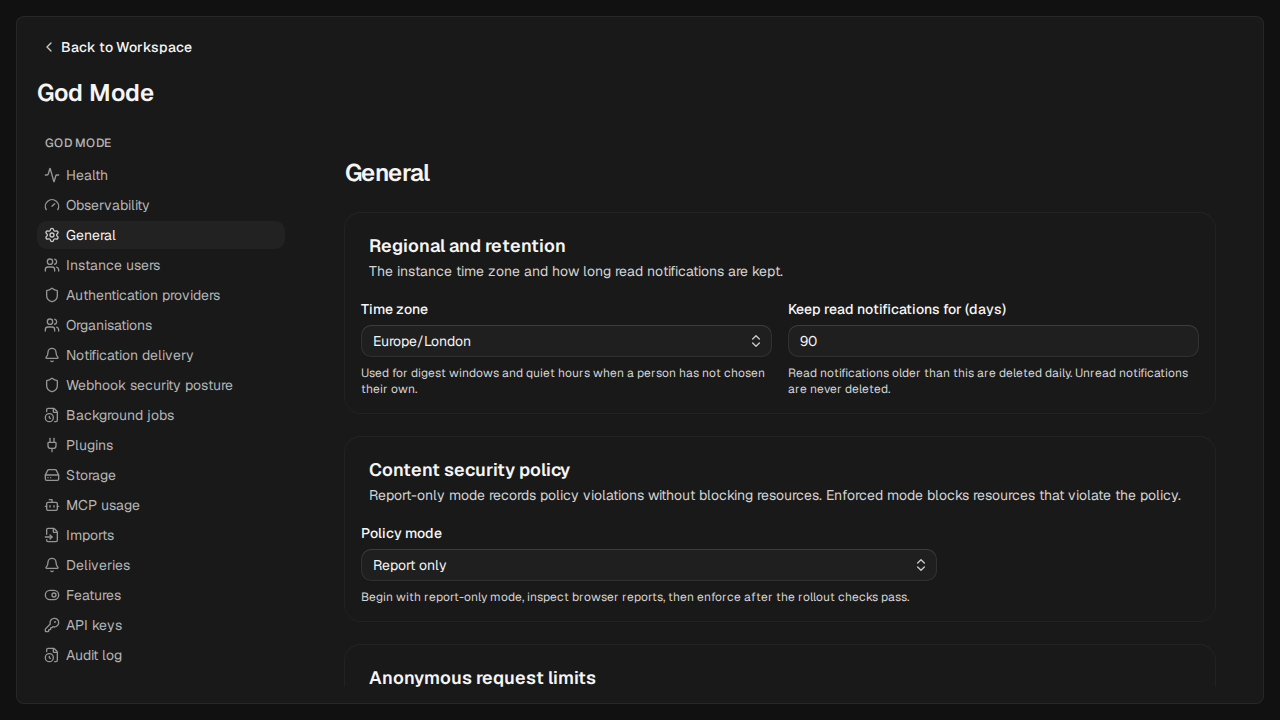 Back to Workspace
God Mode
GOD MODE
Health
Observability
General
Instance users
Authentication providers
Organisations
Notification delivery
Webhook security posture
Background jobs
Plugins
Storage
MCP usage
Imports
Deliveries
Features
API keys
Audit log
General
Regional and retention
The instance time zone and how long read notifications are kept.
Time zone
Europe/London
Used for digest windows and quiet hours when a person has not chosen
their own.
Keep read notifications for (days)
90
Read notifications older than this are deleted daily. Unread notifications
are never deleted.
Content security policy
Report-only mode records policy violations without blocking resources. Enforced mode blocks resources that violate the policy.
Policy mode
Report only
Begin with report-only mode, inspect browser reports, then enforce after the rollout checks pass.
Anonymous request limits